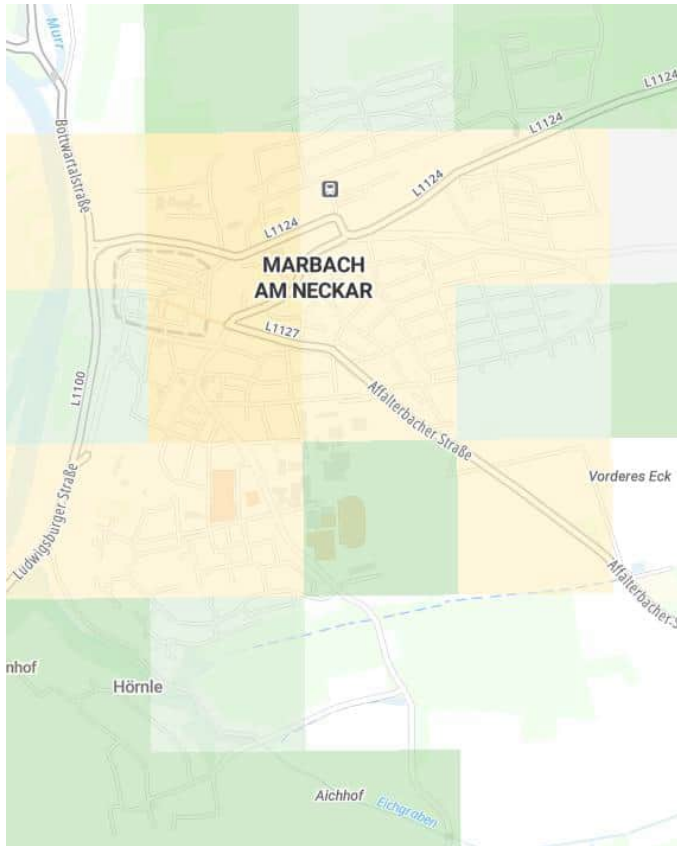 Murr
L1124
Bottwartalstraße
L1124
L1124
L1124
MARBACH
AM NECKAR
L1127
L1100
Affalterbacher Straße
Vorderes Eck
Ludwigsburger Straße
Affalterbacher S
nhof
Hörnle
Aichhof
Eichgraben